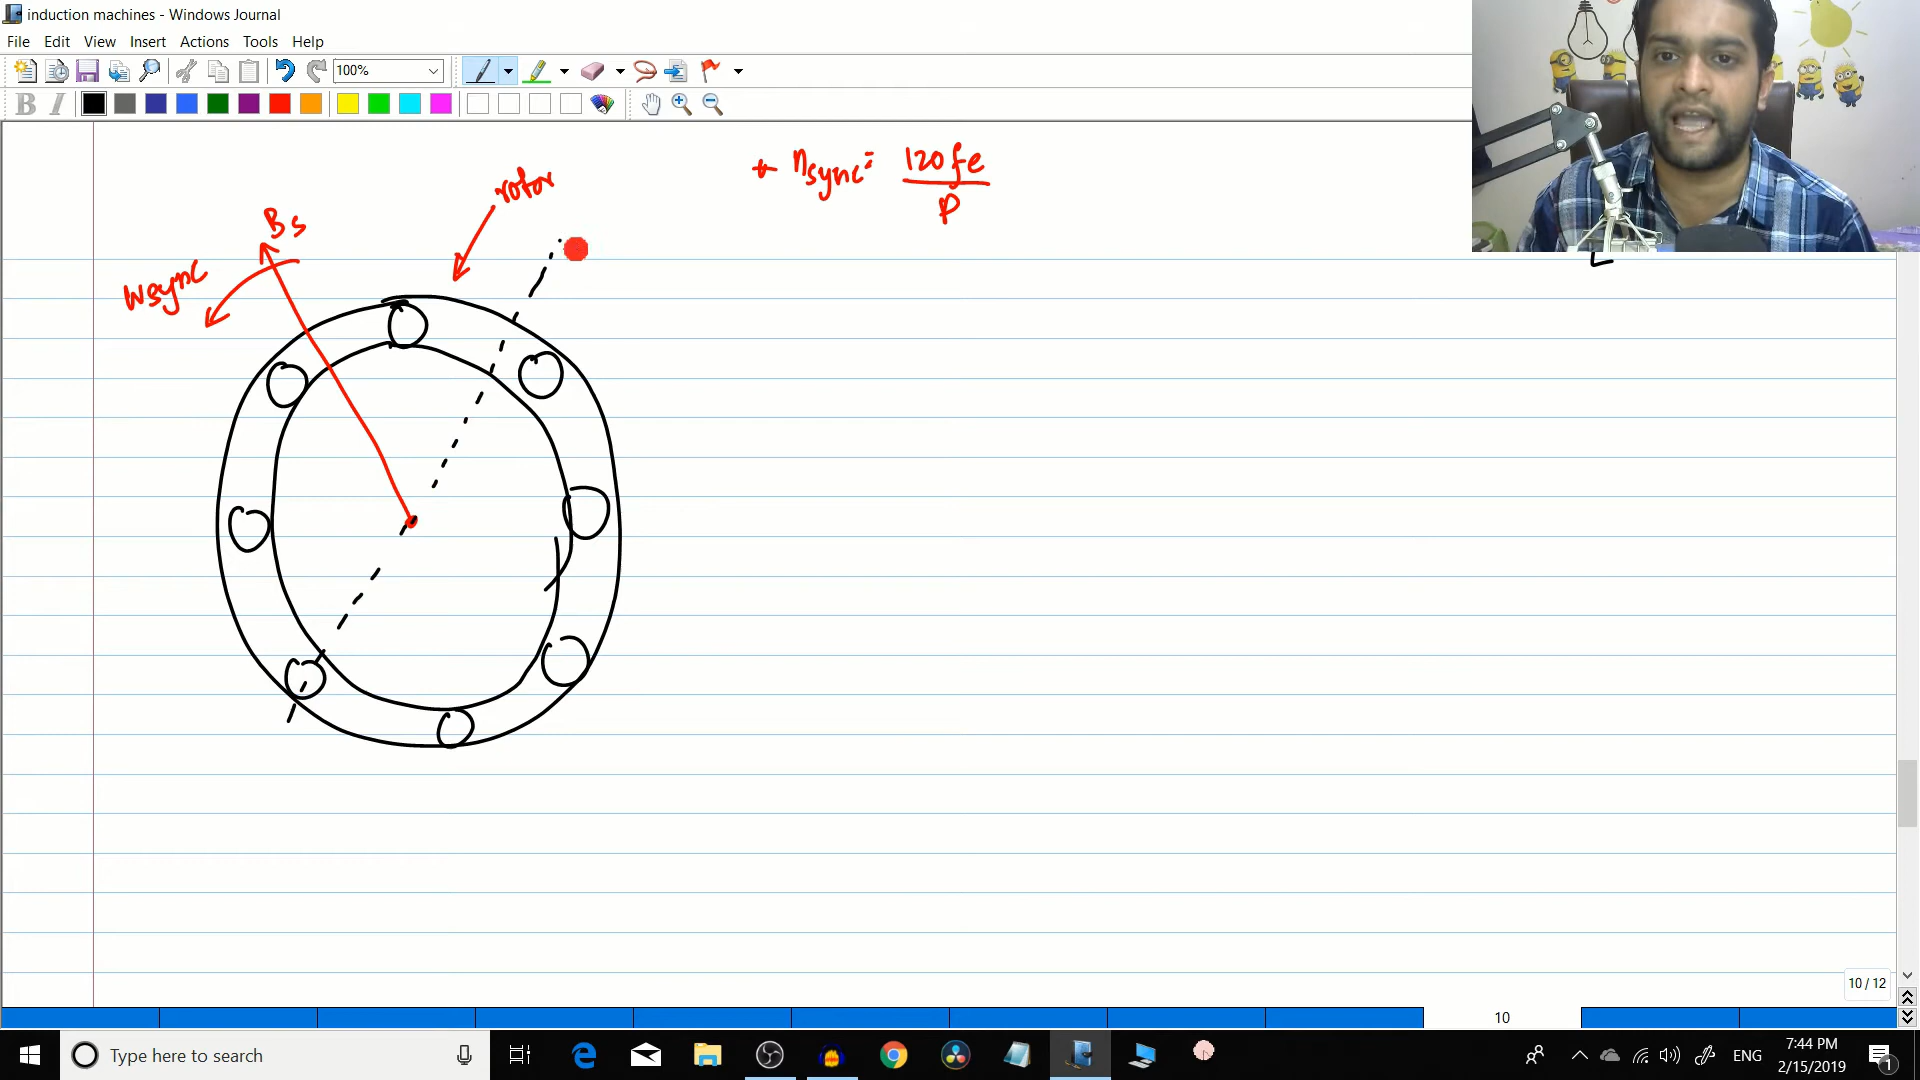 induction machines - Windows Journal
File Edit View Insert Actions Tools Help
100%
B I
rotor
* nsync = 120fe
P
Bs
wsync
10 / 12
10
Type here to search
ENG
7:44 PM
2/15/2019
1